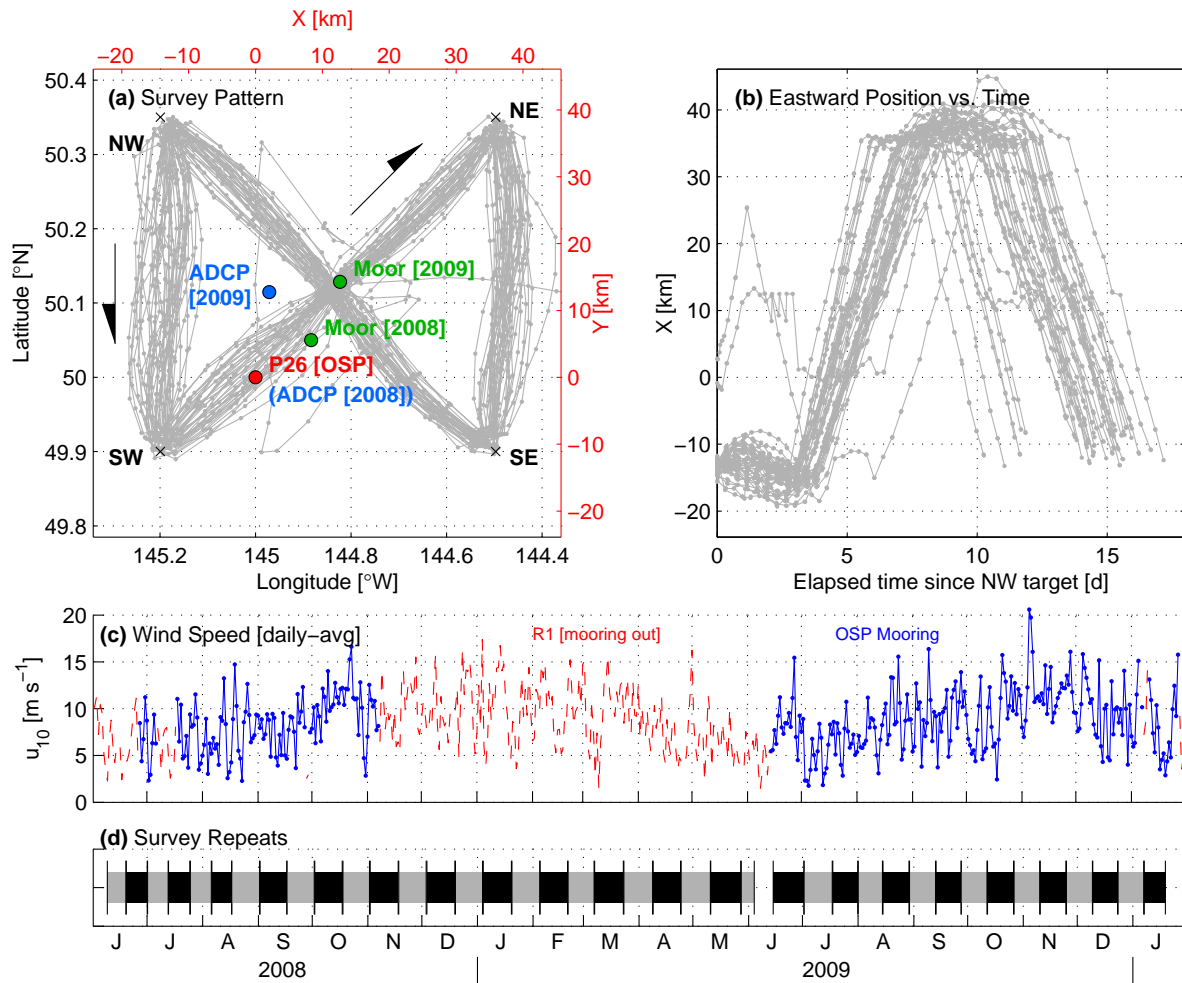 X [km]
−20 −10 0 10 20 30 40
50.4
50.3
50.2
50.1
50
49.9
49.8
Latitude [°N]
(a) Survey Pattern
NW
NE
SW
SE
ADCP
[2009]
Moor [2009]
Moor [2008]
P26 [OSP]
(ADCP [2008])
40
30
20
10
0
−10
−20
Y [km]
145.2 145 144.8 144.6 144.4
Longitude [°W]
(b) Eastward Position vs. Time
40
30
20
10
0
−10
−20
X [km]
0 5 10 15
Elapsed time since NW target [d]
20
15
10
5
0
u10 [m s−1]
(c) Wind Speed [daily−avg]
R1 [mooring out]
OSP Mooring
(d) Survey Repeats
J J A S O N D J F M A M J J A S O N D J
2008 2009